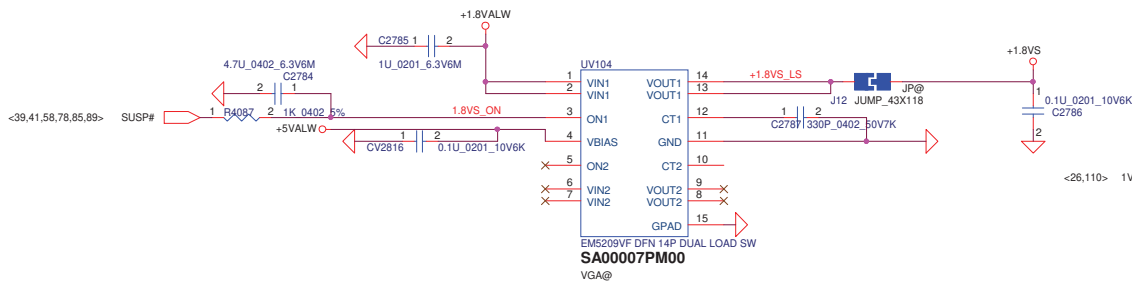 +1.8VALW
C2785 1 2
1U_0201_6.3V6M
4.7U_0402_6.3V6M
2 1
C2784
<39,41,58,78,85,89> SUSP# 1 R4087 2 1K_0402_5%
1.8VS_ON
+5VALW
1 2
CV2816 0.1U_0201_10V6K
UV104
1 VIN1 VOUT1 14
2 VIN1 VOUT1 13
3 ON1 CT1 12
4 VBIAS GND 11
5 ON2 CT2 10
6 VIN2 VOUT2 9
7 VIN2 VOUT2 8
GPAD 15
EM5209VF DFN 14P DUAL LOAD SW
SA00007PM00
VGA@
+1.8VS_LS
J12 JP@
JUMP_43X118
1 2
C2787 330P_0402_50V7K
+1.8VS
1
0.1U_0201_10V6K
C2786
2
<26,110> 1V